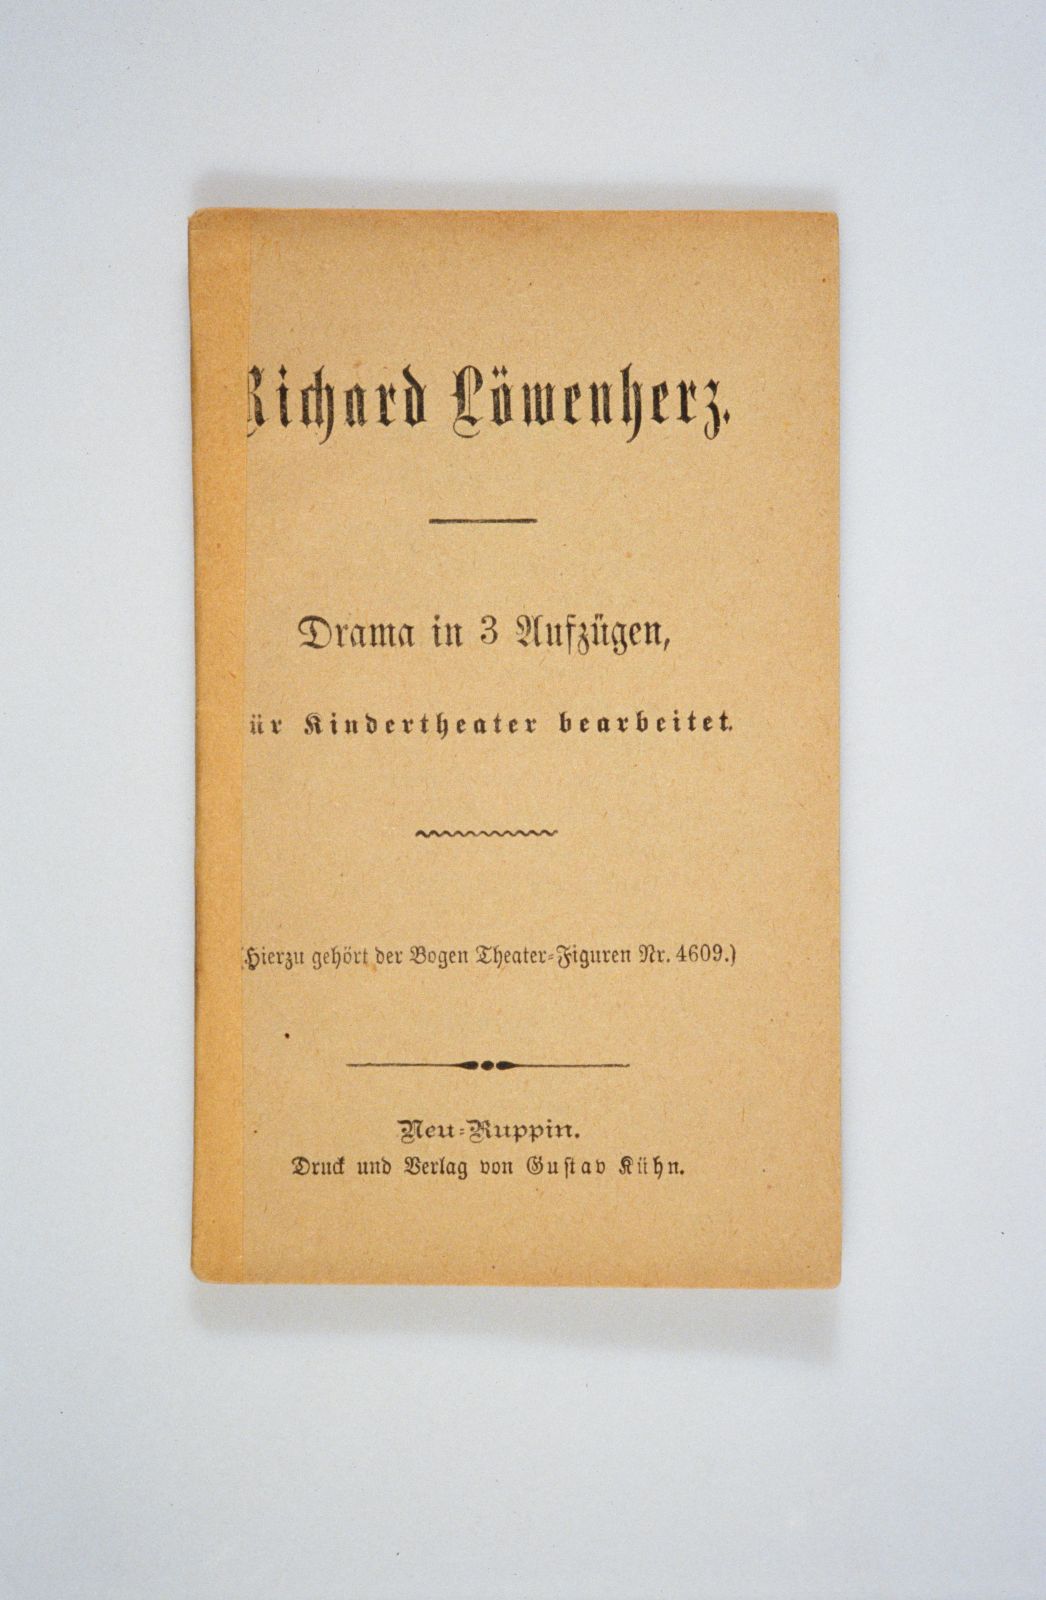 Richard Löwenherz.
Drama in 3 Aufzügen,
für Kindertheater bearbeitet.
(Hierzu gehört der Bogen Theater-Figuren Nr. 4609.)
Neu-Ruppin.
Druck und Verlag von Gustav Kühn.